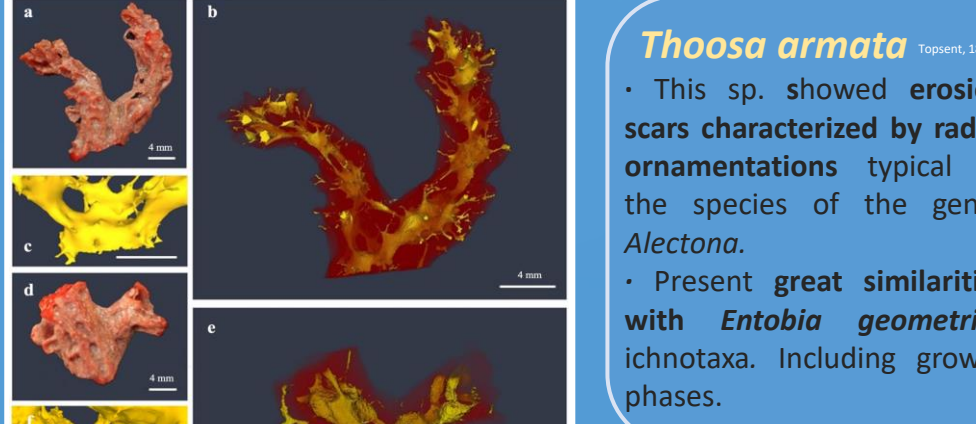 a
b
4 mm
4 mm
c
d
4 mm
e
f
Thoosa armata Topsent,
· This sp. showed
scars characterized by
ornamentations typical
the species of the
Alectona.
· Present great
with Entobia
ichnotaxa. Including
phases.